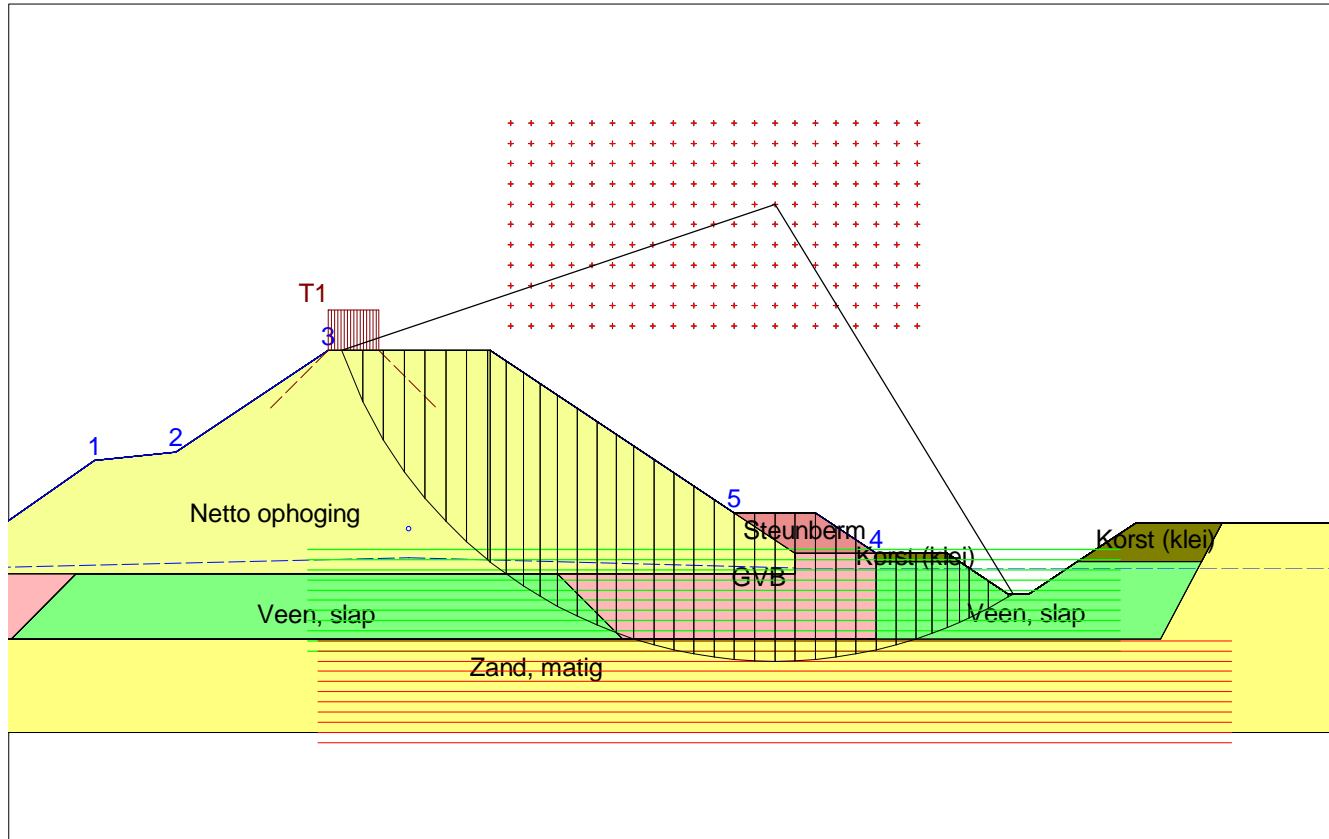 T1
3
1
2
5
Netto ophoging
Steunberm
4
Korst (klei)
Korst (klei)
GVB
Veen, slap
Veen, slap
Zand, matig